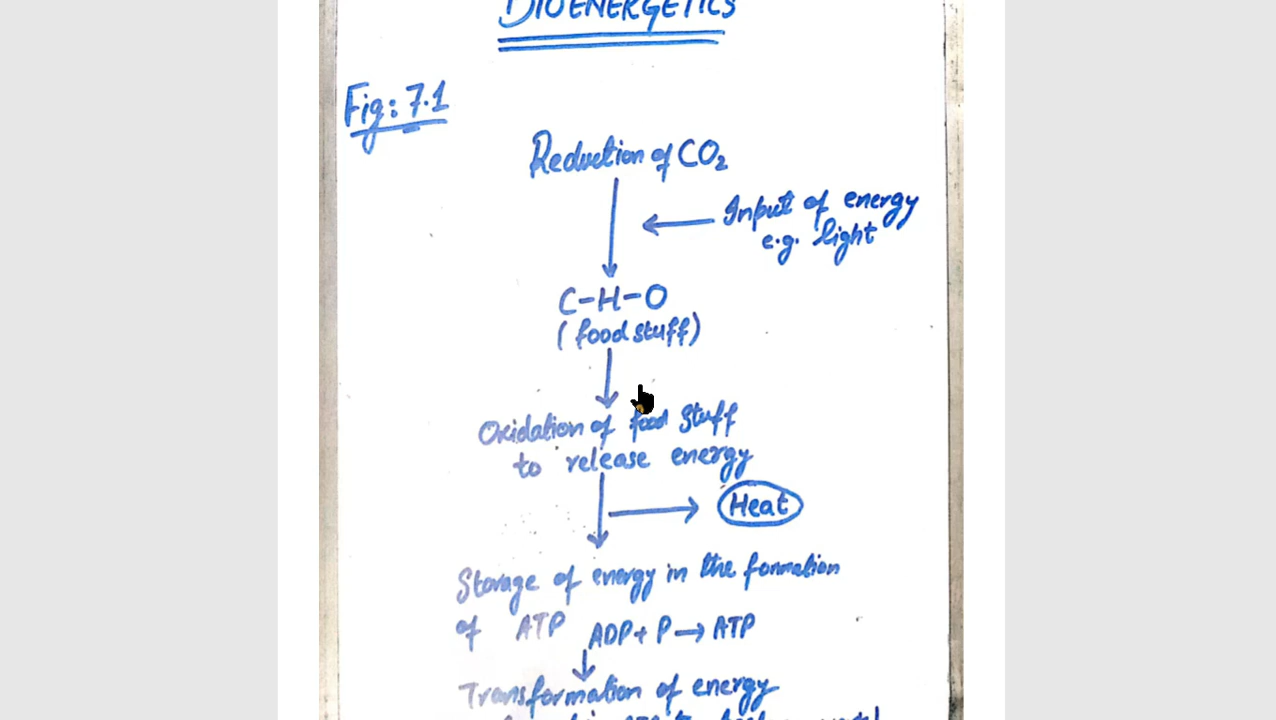 BIOENERGETICS
Fig: 7.1
Reduction of CO₂
Input of energy
e.g. light
C-H-O
(food stuff)
Oxidation of food stuff
to release energy
Heat
Storage of energy in the formation
of ATP ADP + P → ATP
Transformation of energy